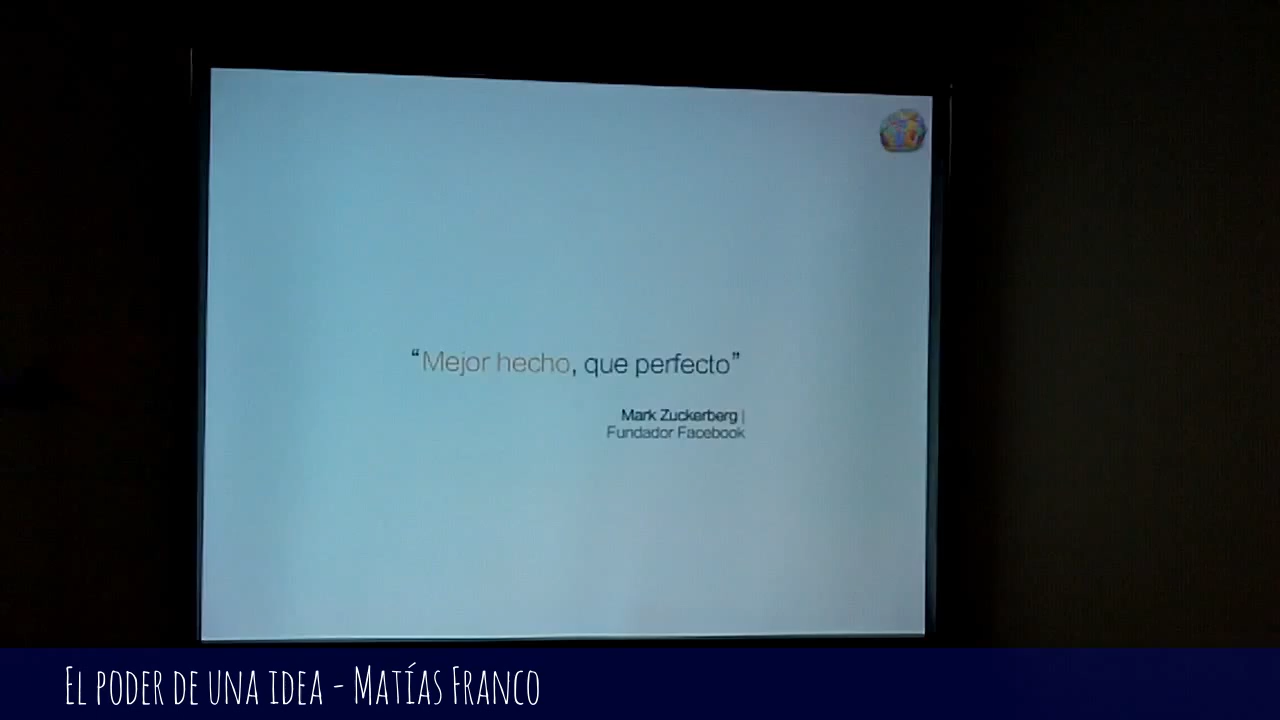 “Mejor hecho, que perfecto”
Mark Zuckerberg |
Fundador Facebook
El poder de una idea - Matías Franco